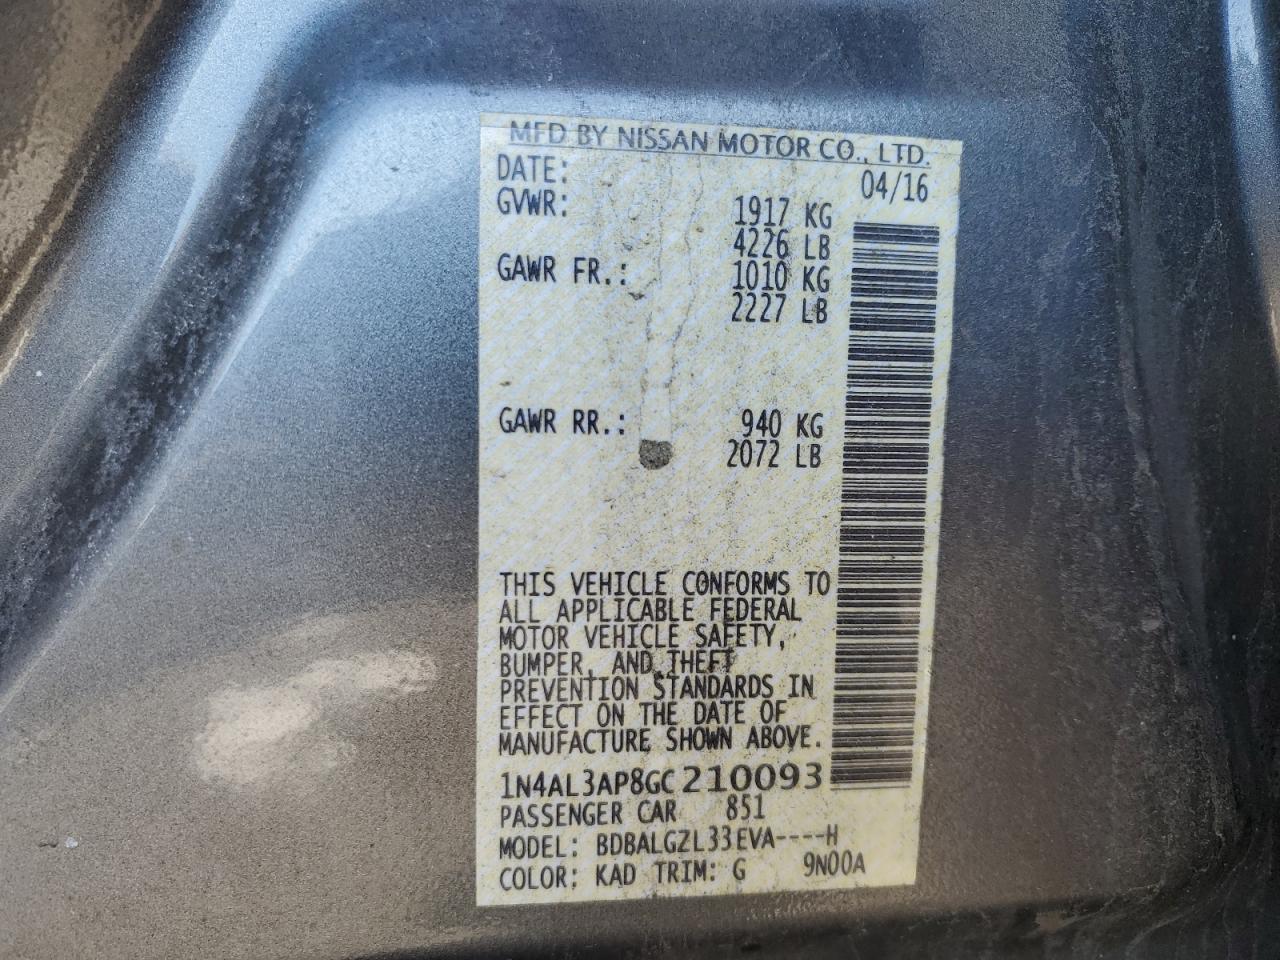 MFD BY NISSAN MOTOR CO., LTD.
DATE: 04/16
GVWR: 1917 KG
4226 LB
GAWR FR.: 1010 KG
2227 LB
GAWR RR.: 940 KG
2072 LB
THIS VEHICLE CONFORMS TO
ALL APPLICABLE FEDERAL
MOTOR VEHICLE SAFETY,
BUMPER, AND THEFT
PREVENTION STANDARDS IN
EFFECT ON THE DATE OF
MANUFACTURE SHOWN ABOVE.
1N4AL3AP8GC210093
PASSENGER CAR 851
MODEL: BDBALGZL33EVA----H
COLOR: KAD TRIM: G 9N00A